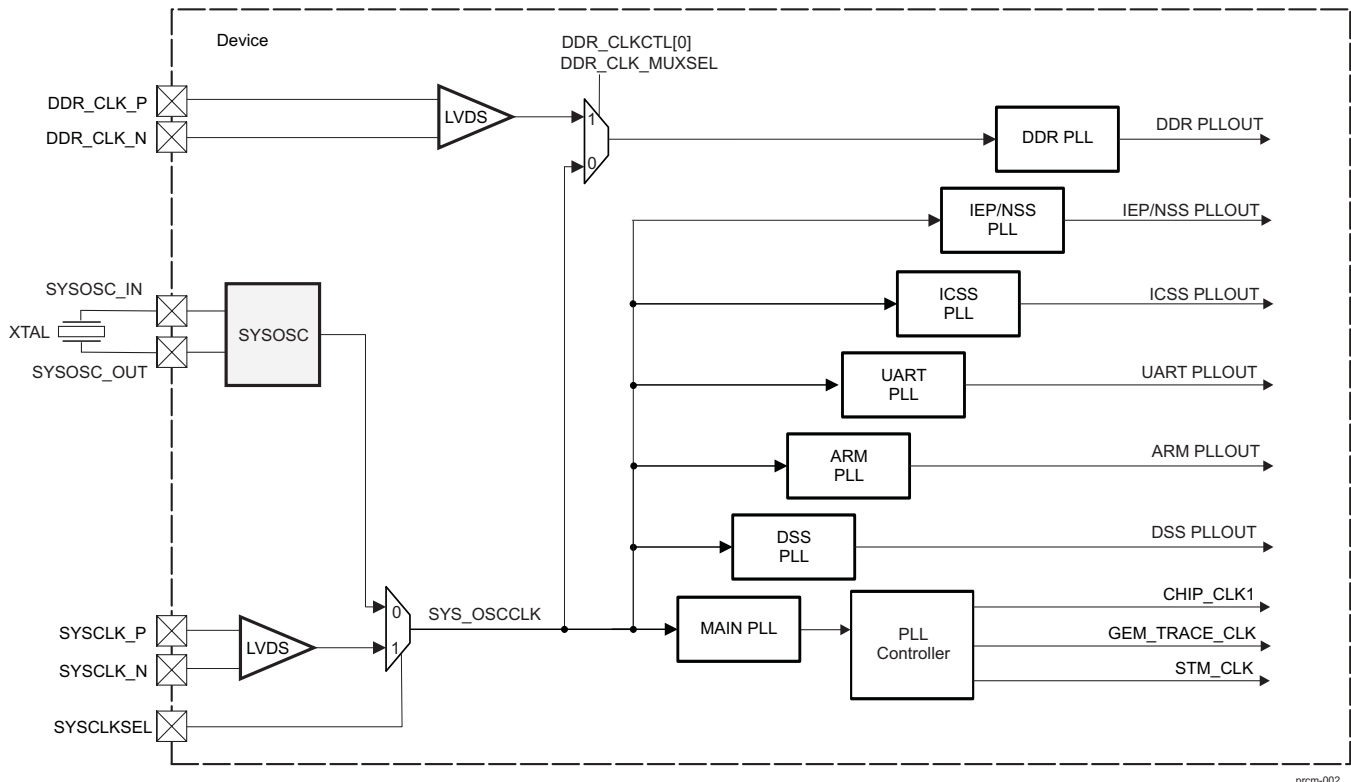 Device
DDR_CLKCTL[0]
DDR_CLK_MUXSEL
DDR_CLK_P
DDR_CLK_N
LVDS
1
0
DDR PLL
DDR PLLOUT
IEP/NSS
PLL
IEP/NSS PLLOUT
SYSOSC_IN
XTAL
SYSOSC_OUT
SYSOSC
ICSS
PLL
ICSS PLLOUT
UART
PLL
UART PLLOUT
ARM
PLL
ARM PLLOUT
DSS
PLL
DSS PLLOUT
SYSCLK_P
SYSCLK_N
SYSCLKSEL
LVDS
0
1
SYS_OSCCLK
MAIN PLL
PLL
Controller
CHIP_CLK1
GEM_TRACE_CLK
STM_CLK
prcm-002